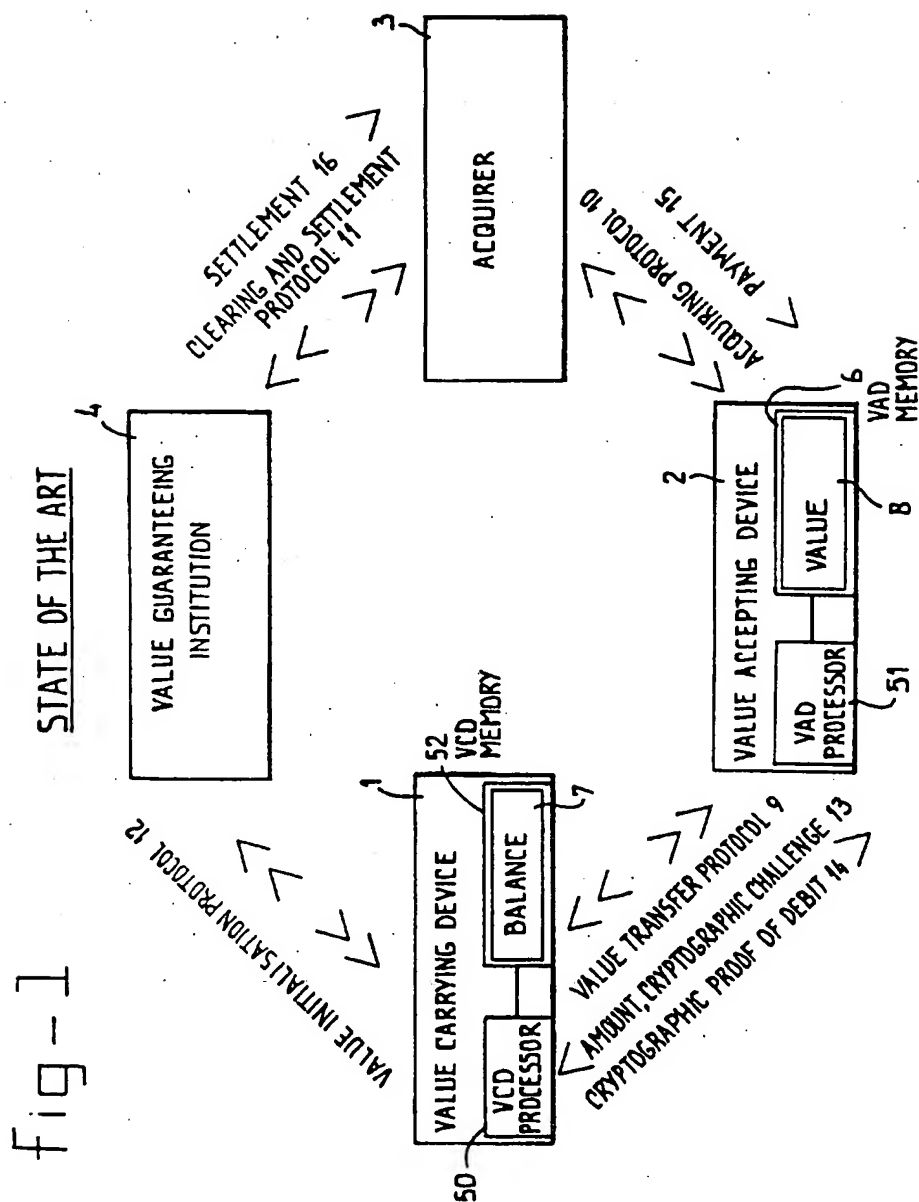 Fig-1
STATE OF THE ART
4
VALUE GUARANTEEING
INSTITUTION
SETTLEMENT 16
CLEARING AND SETTLEMENT
PROTOCOL 11
3
ACQUIRER
VALUE INITIALISATION PROTOCOL 12
1
52
VCD
MEMORY
VALUE CARRYING DEVICE
BALANCE
7
VCD
PROCESSOR
50
VALUE TRANSFER PROTOCOL 9
AMOUNT, CRYPTOGRAPHIC CHALLENGE 13
CRYPTOGRAPHIC PROOF OF DEBIT 14
ACQUIRING PROTOCOL 10
PAYMENT 15
2
6
VAD
MEMORY
VALUE ACCEPTING DEVICE
VALUE
8
VAD
PROCESSOR
51